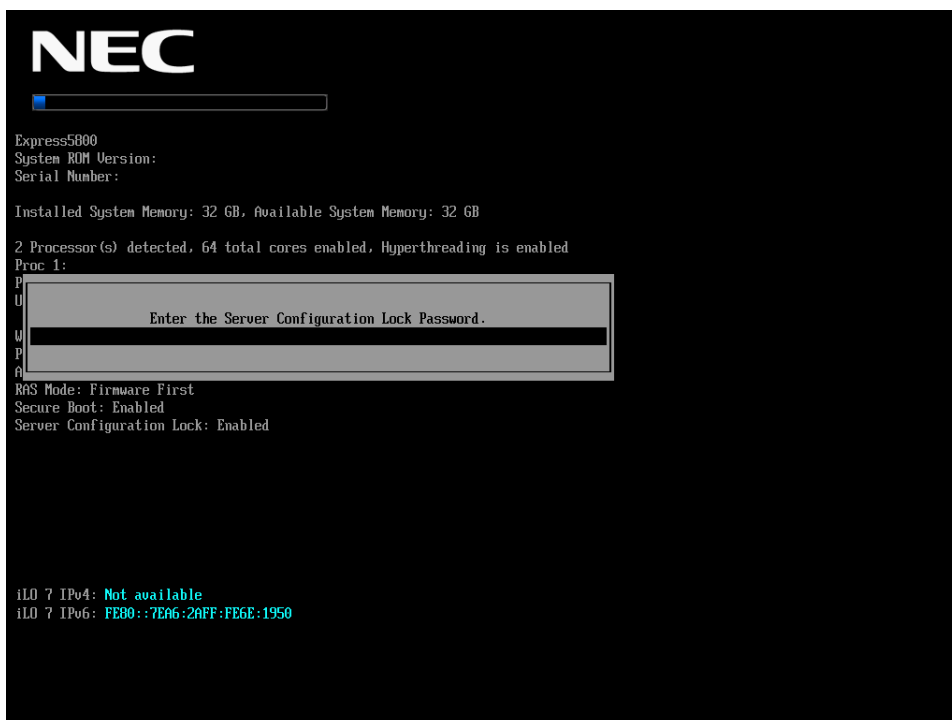 NEC
Express5800
System ROM Version:
Serial Number:
Installed System Memory: 32 GB, Available System Memory: 32 GB
2 Processor(s) detected, 64 total cores enabled, Hyperthreading is enabled
Proc 1:
P
U
Enter the Server Configuration Lock Password.
W
P
A
RAS Mode: Firmware First
Secure Boot: Enabled
Server Configuration Lock: Enabled
iLO 7 IPv4: Not available
iLO 7 IPv6: FE80::7EA6:2AFF:FE6E:1950